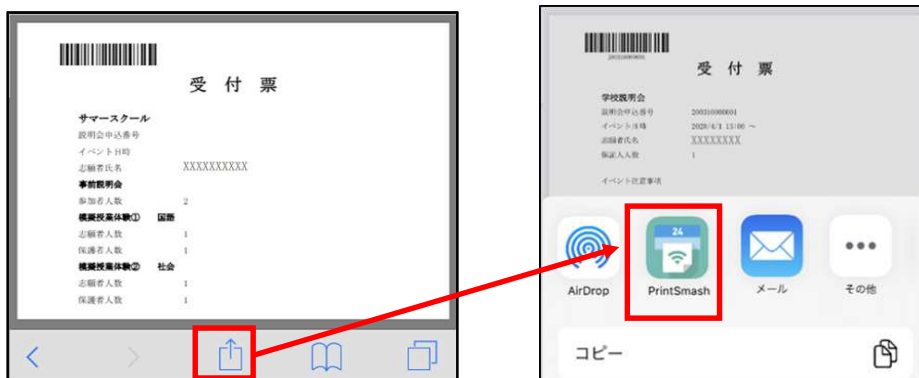 受 付 票
サマースクール
説明会申込番号
イベント日時
志願者氏名 XXXXXXXXXX
事前説明会
参加者人数 2
模擬授業体験① 国語
志願者人数 1
保護者人数 1
模擬授業体験② 社会
志願者人数 1
保護者人数 1
受 付 票
学校説明会
説明会申込番号 200310000601
イベント日時 2020/4/1 13:00 ～
志願者氏名 XXXXXXXX
保証人人数 1
イベント注意事項
24
AirDrop
PrintSmash
メール
その他
コピー